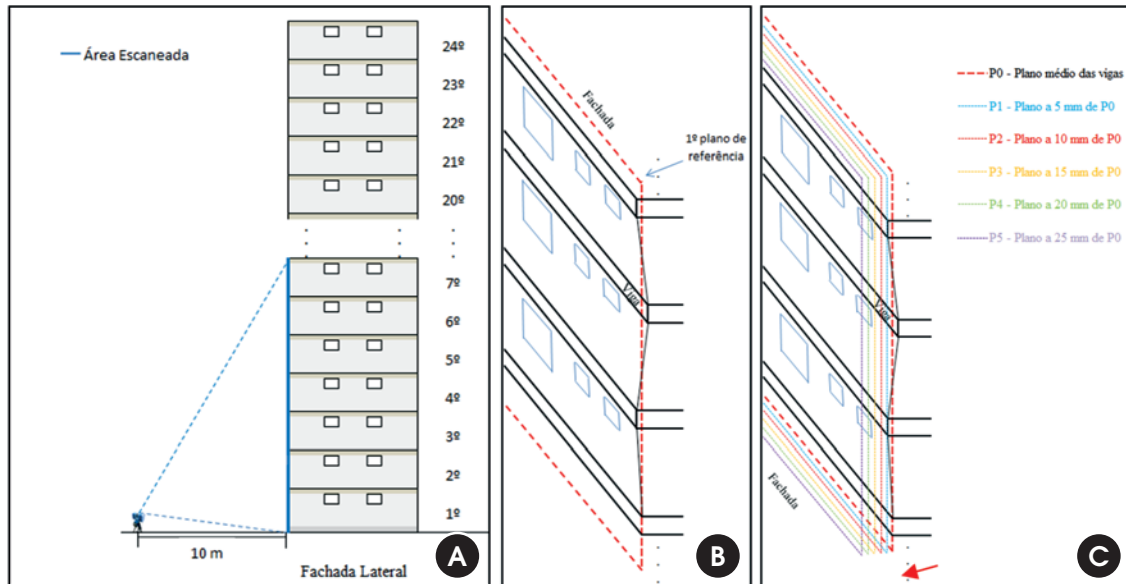 Área Escaneada
24º
23º
22º
21º
20º
7º
6º
5º
4º
3º
2º
1º
10 m
Fachada Lateral
A
Fachada
1º plano de
referência
Viga
B
Viga
Fachada
P0 - Plano médio das vigas
P1 - Plano a 5 mm de P0
P2 - Plano a 10 mm de P0
P3 - Plano a 15 mm de P0
P4 - Plano a 20 mm de P0
P5 - Plano a 25 mm de P0
C